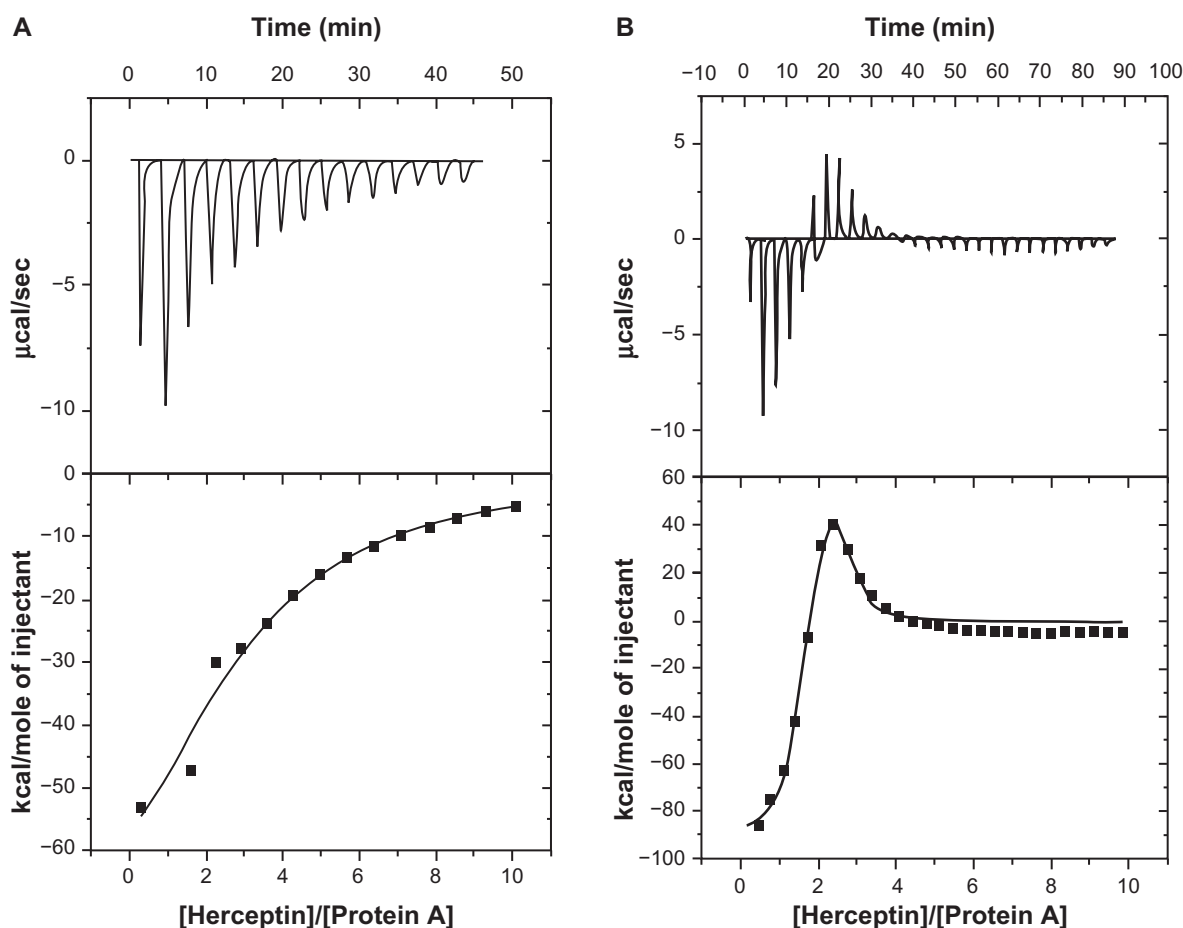 A
Time (min)
0 10 20 30 40 50
0
−5
−10
µcal/sec
0
−10
−20
−30
−40
−50
−60
kcal/mole of injectant
0 2 4 6 8 10
[Herceptin]/[Protein A]
B
Time (min)
−10 0 10 20 30 40 50 60 70 80 90 100
5
0
−5
−10
µcal/sec
60
40
20
0
−20
−40
−60
−80
−100
kcal/mole of injectant
0 2 4 6 8 10
[Herceptin]/[Protein A]